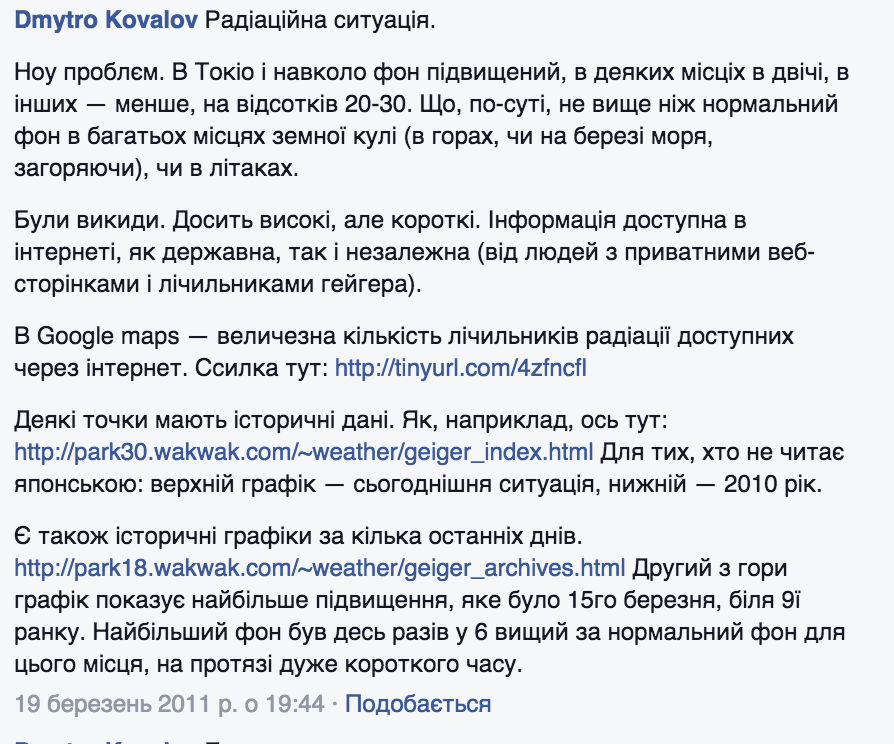 Dmytro Kovalov Радіаційна ситуація.
Ноу проблєм. В Токіо і навколо фон підвищений, в деяких місціх в двічі, в
інших — менше, на відсотків 20-30. Що, по-суті, не вище ніж нормальний
фон в багатьох місцях земної кулі (в горах, чи на березі моря,
загоряючи), чи в літаках.
Були викиди. Досить високі, але короткі. Інформація доступна в
інтернеті, як державна, так і незалежна (від людей з приватними веб-
сторінками і лічильниками гейгера).
В Google maps — величезна кількість лічильників радіації доступних
через інтернет. Ссилка тут: http://tinyurl.com/4zfncfl
Деякі точки мають історичні дані. Як, наприклад, ось тут:
http://park30.wakwak.com/~weather/geiger_index.html Для тих, хто не читає
японською: верхній графік — сьогоднішня ситуація, нижній — 2010 рік.
Є також історичні графіки за кілька останніх днів.
http://park18.wakwak.com/~weather/geiger_archives.html Другий з гори
графік показує найбільше підвищення, яке було 15го березня, біля 9ї
ранку. Найбільший фон був десь разів у 6 вищий за нормальний фон для
цього місця, на протязі дуже короткого часу.
19 березень 2011 р. о 19:44 · Подобається